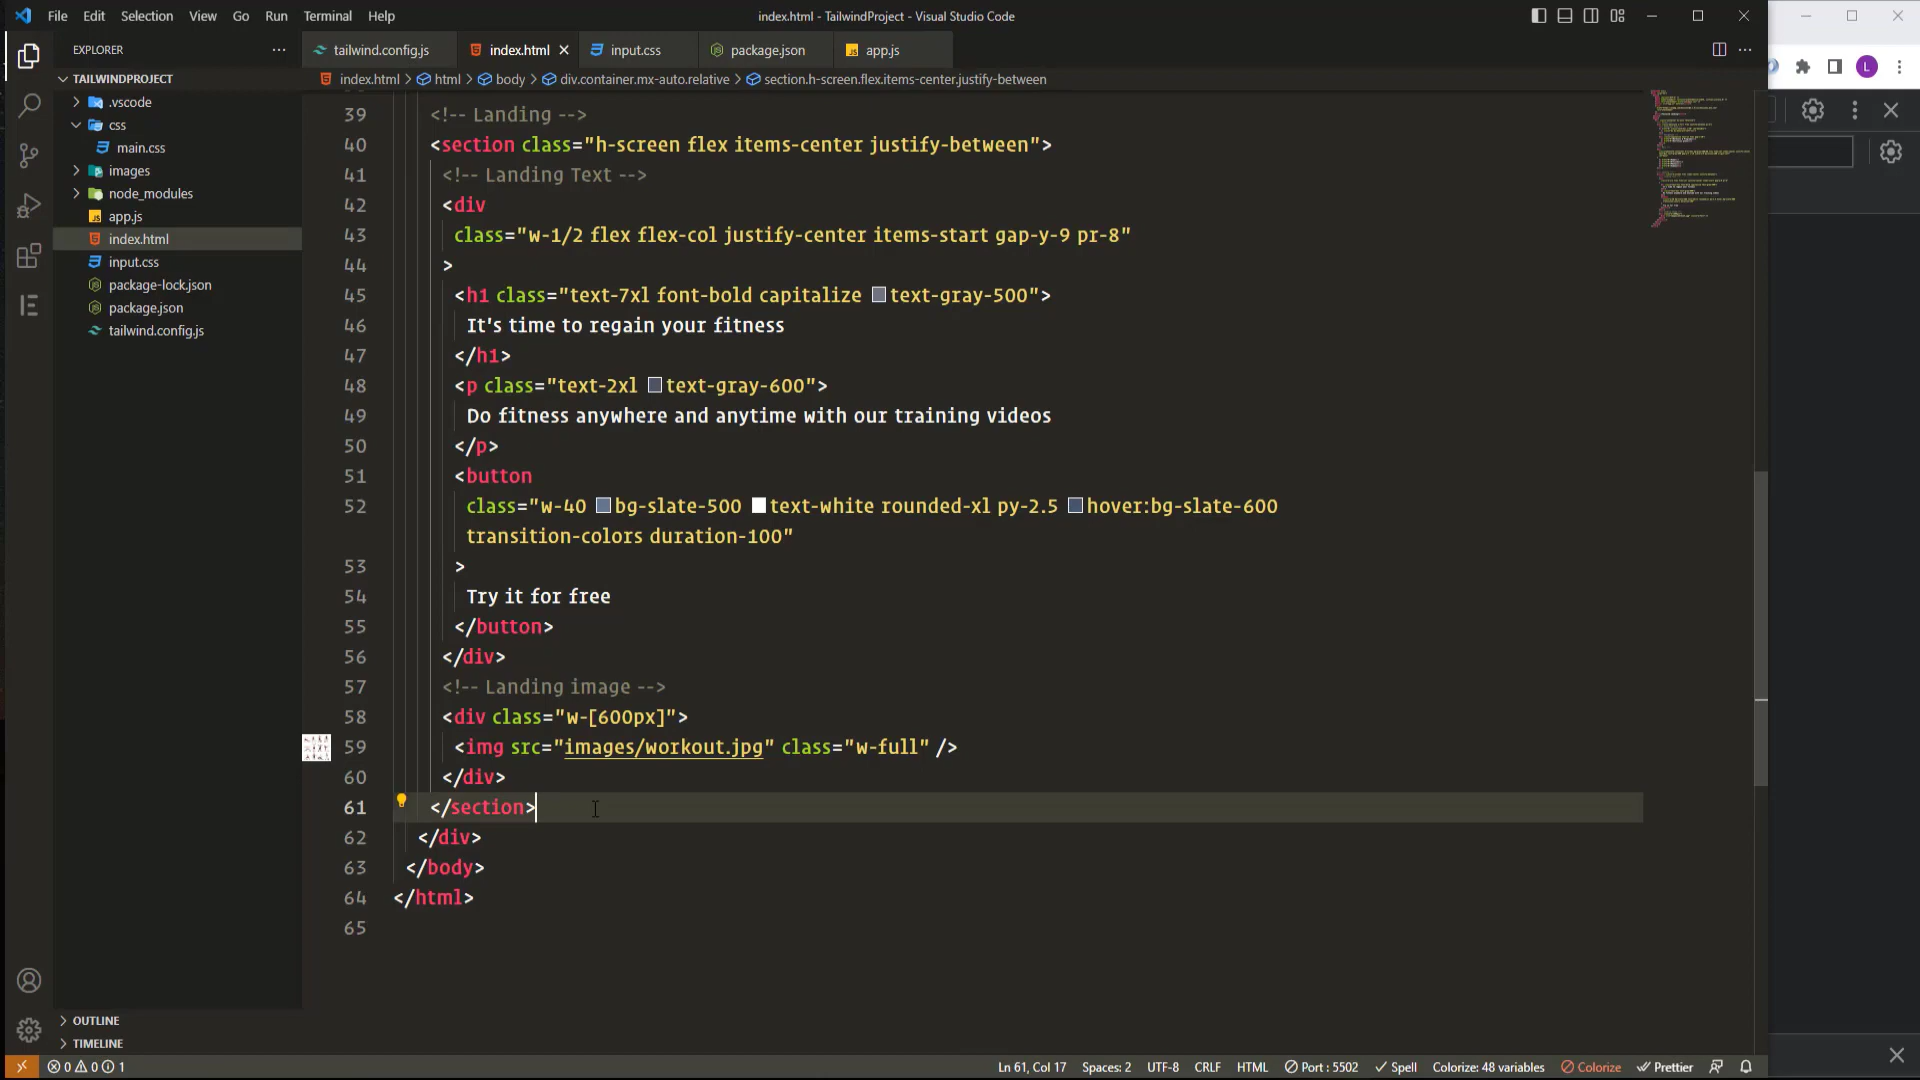 File Edit Selection View Go Run Terminal Help
index.html - TailwindProject - Visual Studio Code
EXPLORER
tailwind.config.js
index.html
input.css
package.json
app.js
TAILWINDPROJECT
index.html > html > body > div.container.mx-auto.relative > section.h-screen.flex.items-center.justify-between
.vscode
css
main.css
images
node_modules
app.js
index.html
input.css
package-lock.json
package.json
tailwind.config.js
39 <!-- Landing -->
40 <section class="h-screen flex items-center justify-between">
41 <!-- Landing Text -->
42 <div
43 class="w-1/2 flex flex-col justify-center items-start gap-y-9 pr-8"
44 >
45 <h1 class="text-7xl font-bold capitalize text-gray-500">
46 It's time to regain your fitness
47 </h1>
48 <p class="text-2xl text-gray-600">
49 Do fitness anywhere and anytime with our training videos
50 </p>
51 <button
52 class="w-40 bg-slate-500 text-white rounded-xl py-2.5 hover:bg-slate-600
transition-colors duration-100"
53 >
54 Try it for free
55 </button>
56 </div>
57 <!-- Landing image -->
58 <div class="w-[600px]">
59 <img src="images/workout.jpg" class="w-full" />
60 </div>
61 </section>
62 </div>
63 </body>
64 </html>
65
OUTLINE
TIMELINE
0 0 1
Ln 61, Col 17 Spaces: 2 UTF-8 CRLF HTML Port : 5502 Spell Colorize: 48 variables Colorize Prettier
L